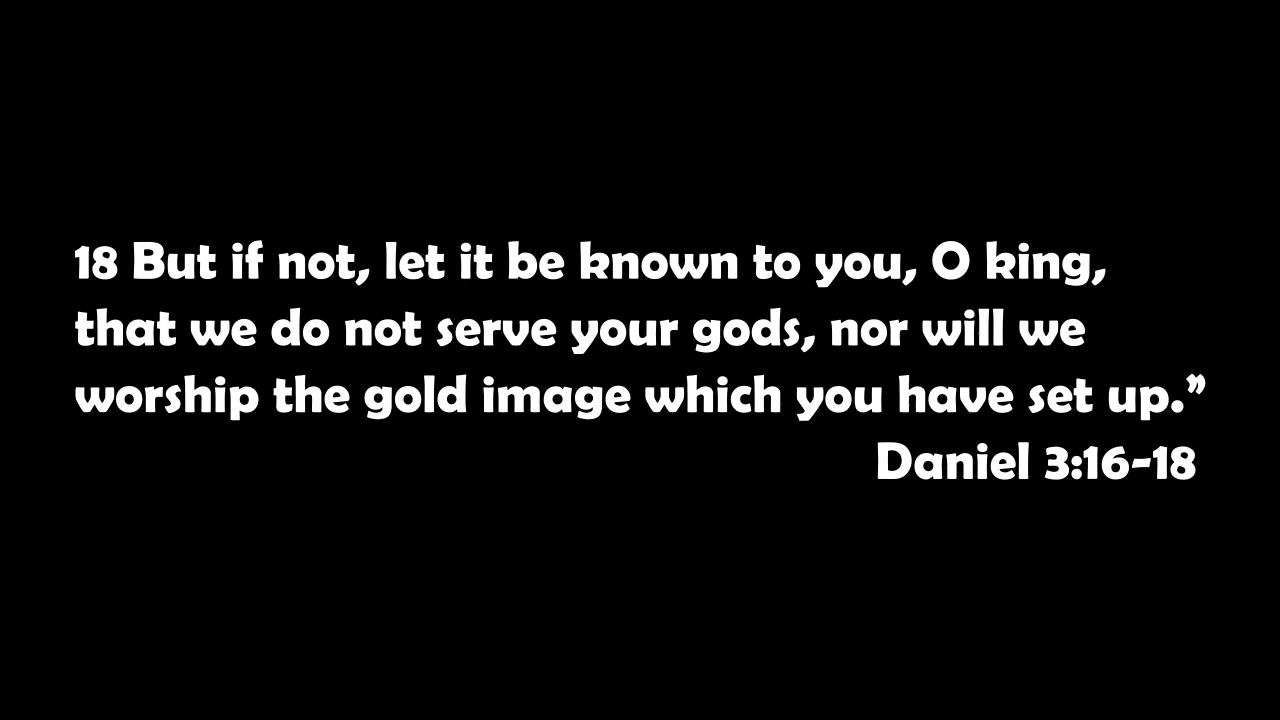 18 But if not, let it be known to you, O king,
that we do not serve your gods, nor will we
worship the gold image which you have set up.”
Daniel 3:16-18